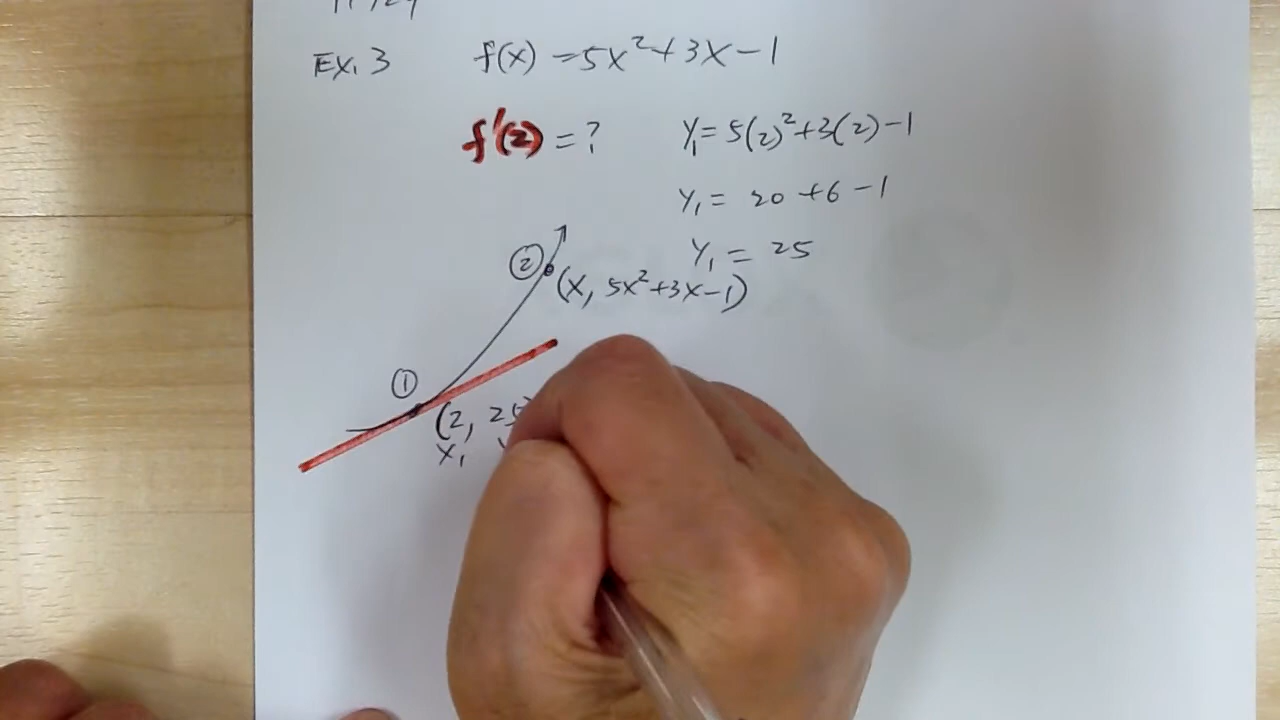 Ex. 3 f(x) = 5x² + 3x - 1
f'(2) = ?
y₁ = 5(2)² + 3(2) - 1
y₁ = 20 + 6 - 1
y₁ = 25
② (x, 5x² + 3x - 1)
①
(2, 25
x₁